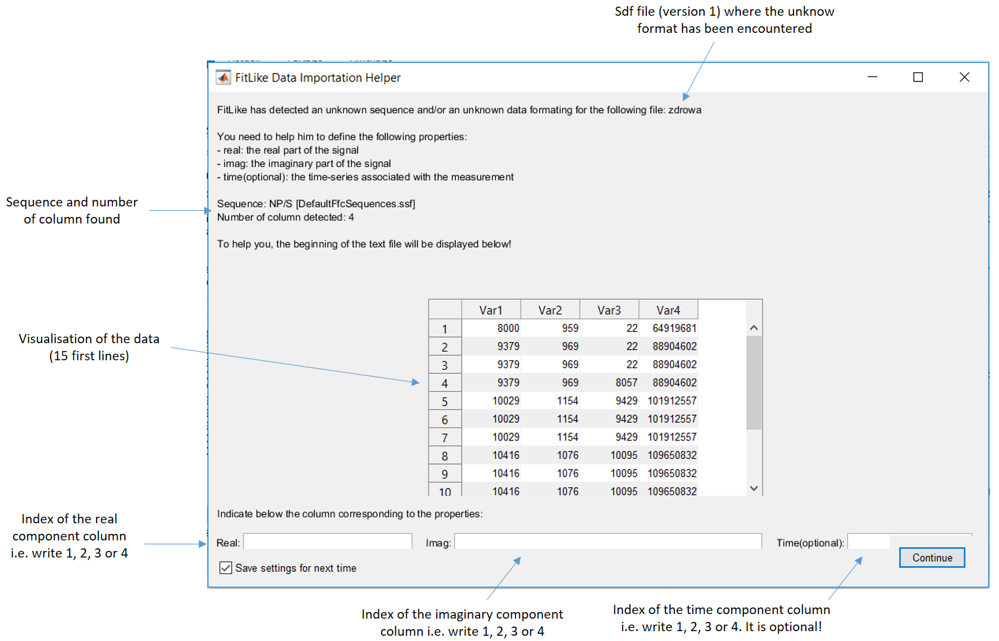 Sdf file (version 1) where the unknow
format has been encountered
FitLike Data Importation Helper
FitLike has detected an unknown sequence and/or an unknown data formating for the following file: zdrowa
You need to help him to define the following properties:
- real: the real part of the signal
- imag: the imaginary part of the signal
- time(optional): the time-series associated with the measurement
Sequence and number
of column found
Sequence: NP/S [DefaultFfcSequences.ssf]
Number of column detected: 4
To help you, the beginning of the text file will be displayed below!
Visualisation of the data
(15 first lines)
Var1 Var2 Var3 Var4
1 8000 959 22 64919681
2 9379 969 22 88904602
3 9379 969 22 88904602
4 9379 969 8057 88904602
5 10029 1154 9429 101912557
6 10029 1154 9429 101912557
7 10029 1154 9429 101912557
8 10416 1076 10095 109650832
9 10416 1076 10095 109650832
10 10416 1076 10095 109650832
Indicate below the column corresponding to the properties:
Index of the real
component column
i.e. write 1, 2, 3 or 4
Real: Imag: Time(optional):
Continue
Save settings for next time
Index of the imaginary component
column i.e. write 1, 2, 3 or 4
Index of the time component column
i.e. write 1, 2, 3 or 4. It is optional!